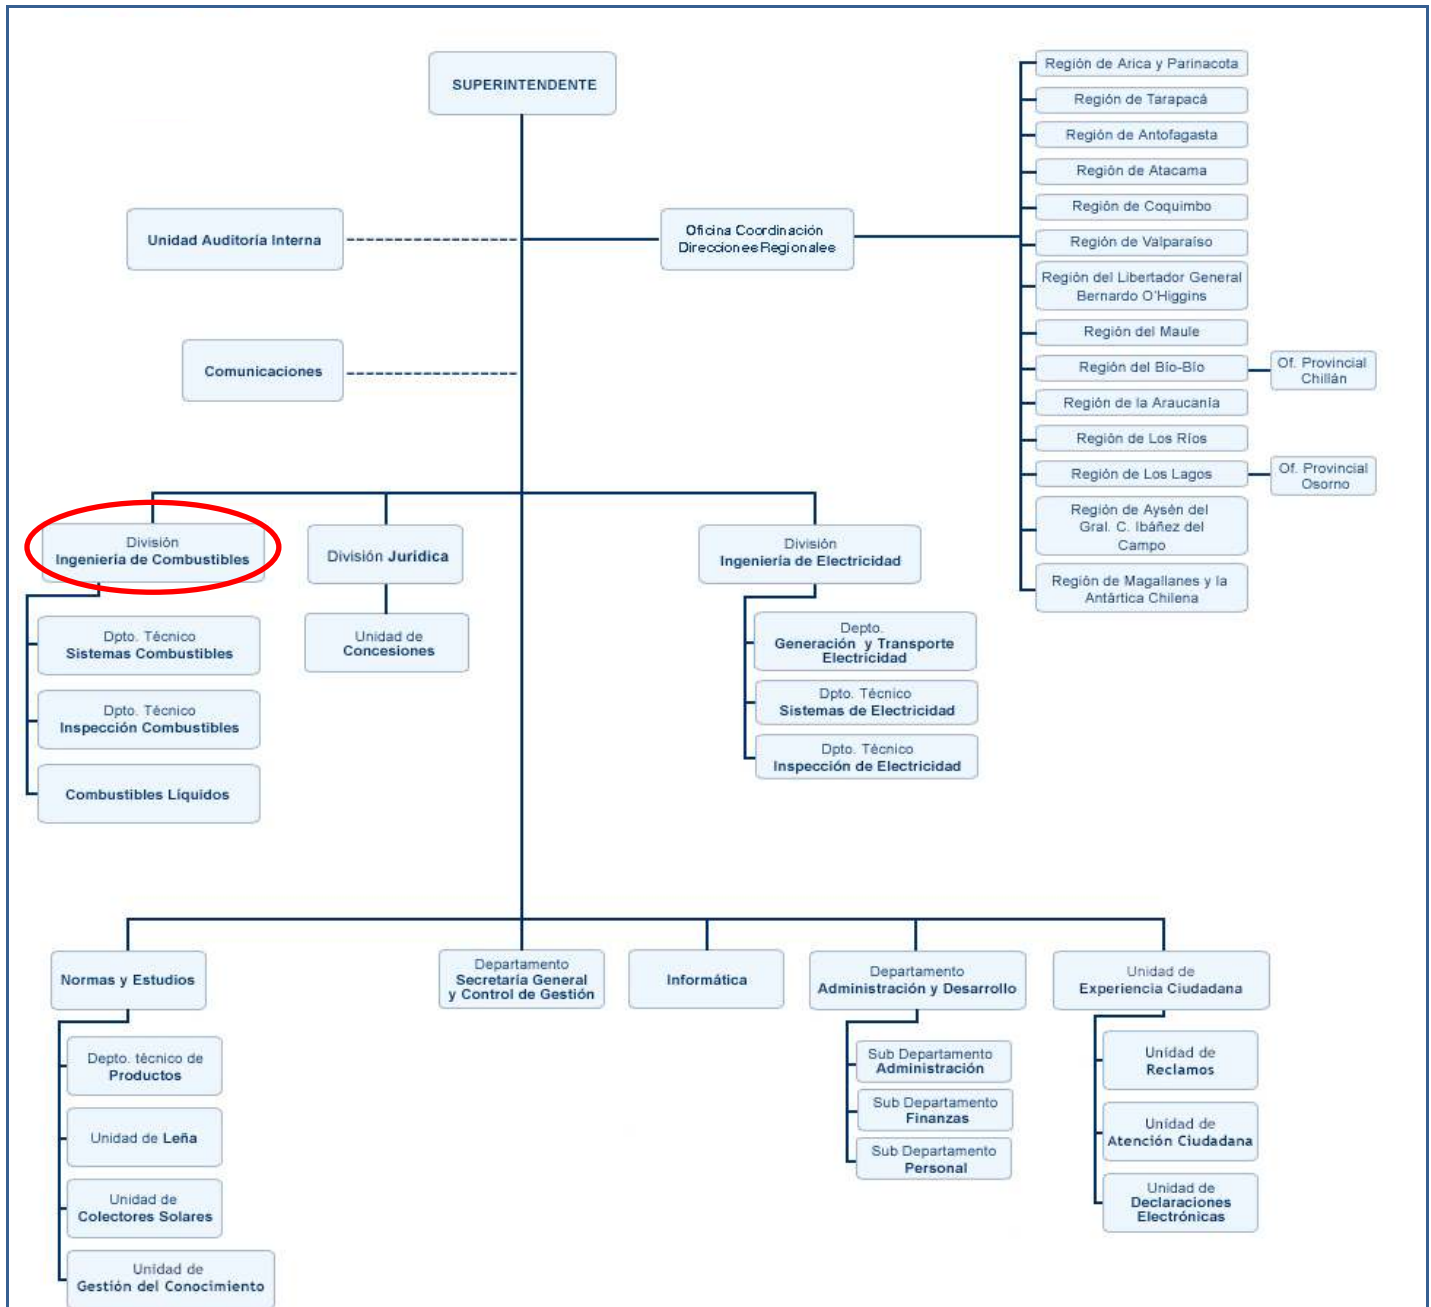 SUPERINTENDENTE
Unidad Auditoría Interna
Comunicaciones
Oficina Coordinación
Direcciones Regionalee
Región de Arica y Parinacota
Región de Tarapacá
Región de Antofagasta
Región de Atacama
Región de Coquimbo
Región de Valparaíso
Región del Libertador General
Bernardo O'Higgins
Región del Maule
Región del Bío-Bío
Of. Provincial
Chillán
Región de la Araucanía
Región de Los Ríos
Región de Los Lagos
Of. Provincial
Osorno
Región de Aysén del
Gral. C. Ibáñez del
Campo
Región de Magallanes y la
Antártica Chilena
División
Ingeniería de Combustibles
Dpto. Técnico
Sistemas Combustibles
Dpto. Técnico
Inspección Combustibles
Combustibles Líquidos
División Jurídica
Unidad de
Concesiones
División
Ingeniería de Electricidad
Depto.
Generación y Transporte
Electricidad
Dpto. Técnico
Sistemas de Electricidad
Dpto. Técnico
Inspección de Electricidad
Normas y Estudios
Depto. técnico de
Productos
Unidad de Leña
Unidad de
Colectores Solares
Unidad de
Gestión del Conocimiento
Departamento
Secretaría General
y Control de Gestión
Informática
Departamento
Administración y Desarrollo
Sub Departamento
Administración
Sub Departamento
Finanzas
Sub Departamento
Personal
Unidad de
Experiencia Ciudadana
Unidad de
Reclamos
Unidad de
Atención Ciudadana
Unidad de
Declaraciones
Electrónicas